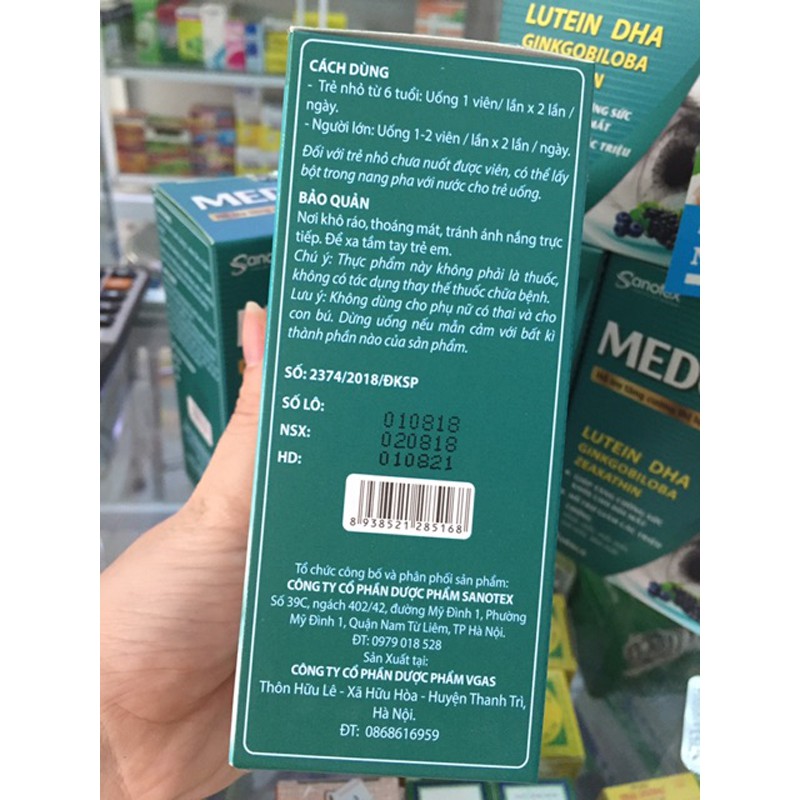 CÁCH DÙNG
- Trẻ nhỏ từ 6 tuổi: Uống 1 viên/ lần x 2 lần /
ngày.
- Người lớn: Uống 1-2 viên / lần x 2 lần / ngày.
Đối với trẻ nhỏ chưa nuốt được viên, có thể lấy
bột trong nang pha với nước cho trẻ uống.
BẢO QUẢN
Nơi khô ráo, thoáng mát, tránh ánh nắng trực
tiếp. Để xa tầm tay trẻ em.
Chú ý: Thực phẩm này không phải là thuốc,
không có tác dụng thay thế thuốc chữa bệnh.
Lưu ý: Không dùng cho phụ nữ có thai và cho
con bú. Dừng uống nếu mẫn cảm với bất kì
thành phần nào của sản phẩm.
SỐ: 2374/2018/ĐKSP
SỐ LÔ: 010818
NSX: 020818
HD: 010821
8 938521 285168
Tổ chức công bố và phân phối sản phẩm:
CÔNG TY CỔ PHẦN DƯỢC PHẨM SANOTEX
Số 39C, ngách 402/42, đường Mỹ Đình 1, Phường
Mỹ Đình 1, Quận Nam Từ Liêm, TP Hà Nội.
ĐT: 0979 018 528
Sản Xuất tại:
CÔNG TY CỔ PHẦN DƯỢC PHẨM VGAS
Thôn Hữu Lê - Xã Hữu Hòa - Huyện Thanh Trì,
Hà Nội.
ĐT: 0868616959
LUTEIN DHA
GINKGOBILOBA
Sanotex
MED
Sanotex
MED
LUTEIN DHA
GINKGOBILOBA
ZEAXATHIN